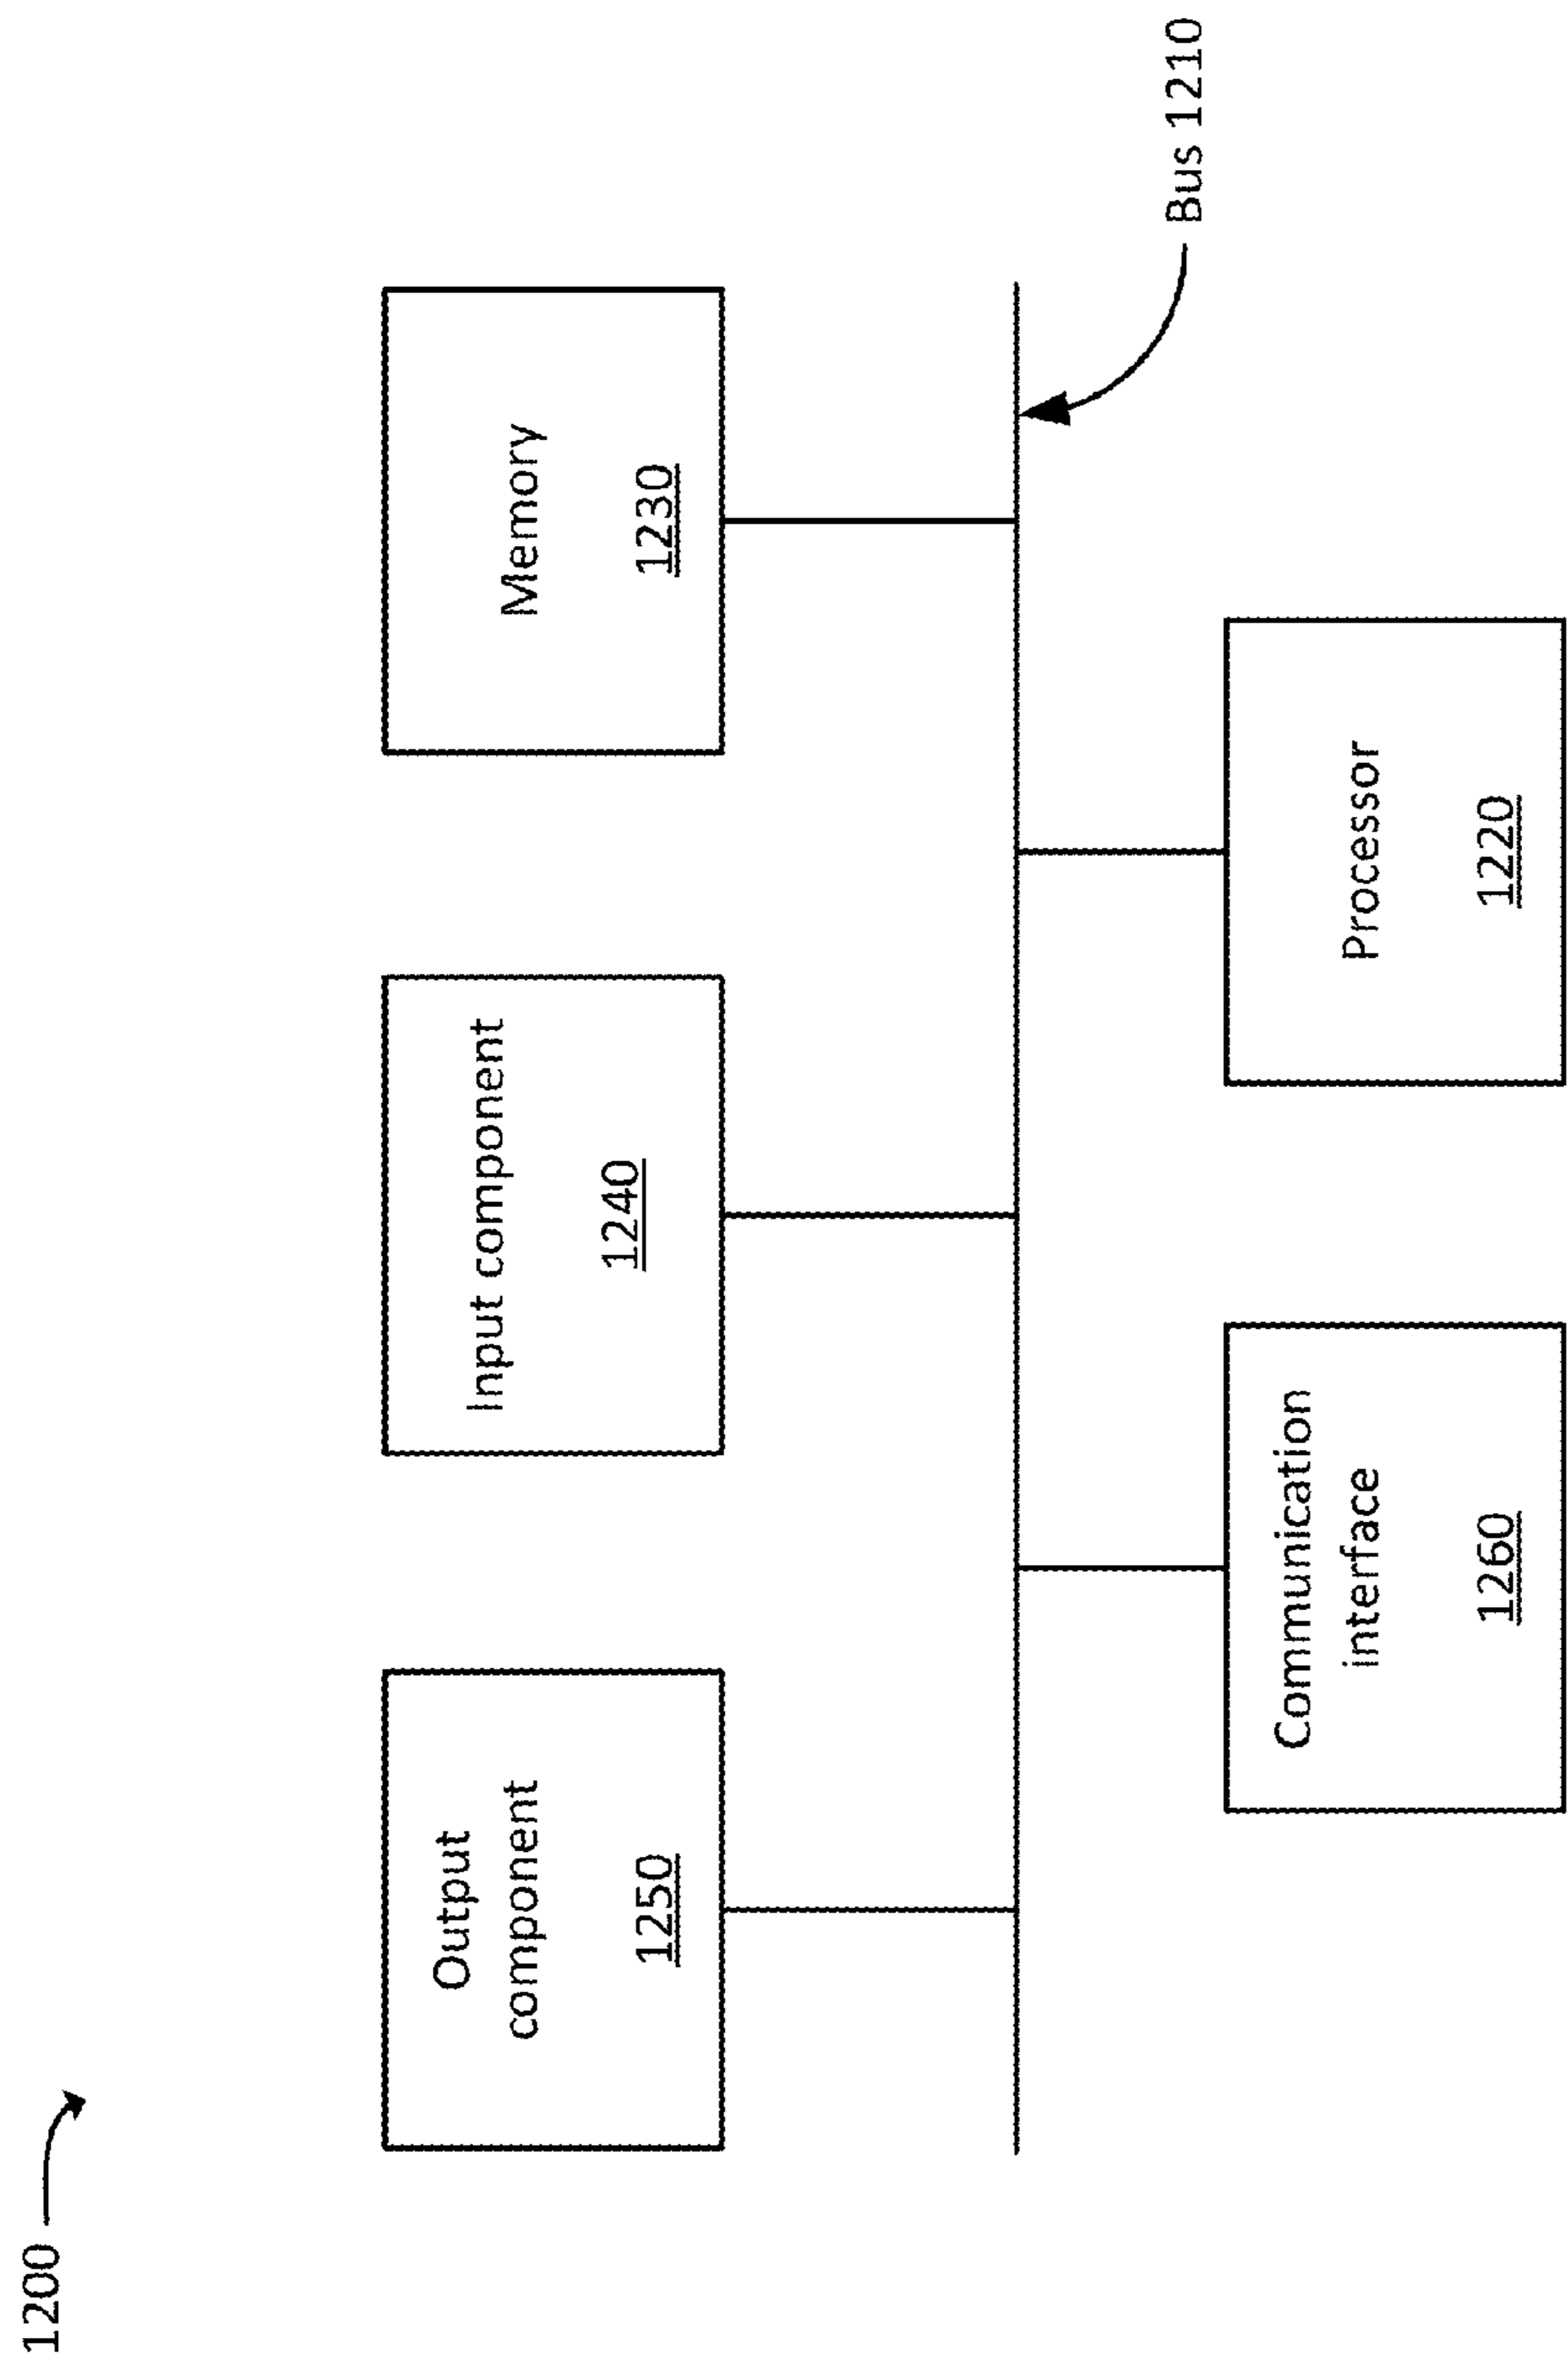 1200
Output
component
1250
Input component
1240
Memory
1230
Bus 1210
Communication
interface
1260
Processor
1220